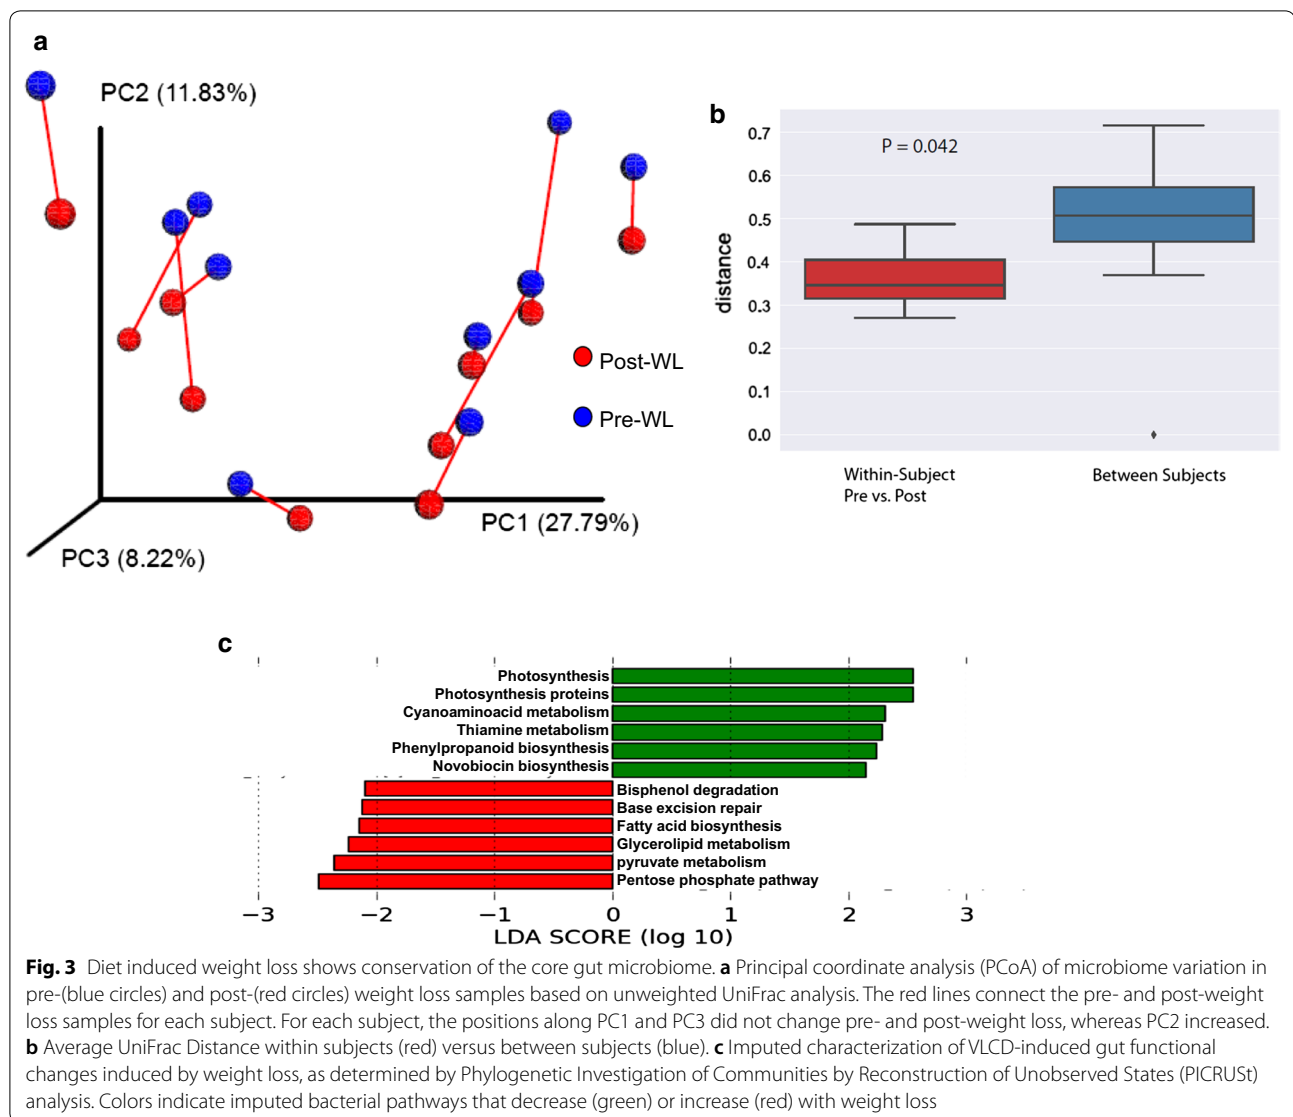 a
PC2 (11.83%)
Post-WL
Pre-WL
PC1 (27.79%)
PC3 (8.22%)
b
P = 0.042
distance
0.7
0.6
0.5
0.4
0.3
0.2
0.1
0.0
Within-Subject
Pre vs. Post
Between Subjects
c
Photosynthesis
Photosynthesis proteins
Cyanoaminoacid metabolism
Thiamine metabolism
Phenylpropanoid biosynthesis
Novobiocin biosynthesis
Bisphenol degradation
Base excision repair
Fatty acid biosynthesis
Glycerolipid metabolism
pyruvate metabolism
Pentose phosphate pathway
−3 −2 −1 0 1 2 3
LDA SCORE (log 10)
Fig. 3 Diet induced weight loss shows conservation of the core gut microbiome. a Principal coordinate analysis (PCoA) of microbiome variation in
pre-(blue circles) and post-(red circles) weight loss samples based on unweighted UniFrac analysis. The red lines connect the pre- and post-weight
loss samples for each subject. For each subject, the positions along PC1 and PC3 did not change pre- and post-weight loss, whereas PC2 increased.
b Average UniFrac Distance within subjects (red) versus between subjects (blue). c Imputed characterization of VLCD-induced gut functional
changes induced by weight loss, as determined by Phylogenetic Investigation of Communities by Reconstruction of Unobserved States (PICRUSt)
analysis. Colors indicate imputed bacterial pathways that decrease (green) or increase (red) with weight loss